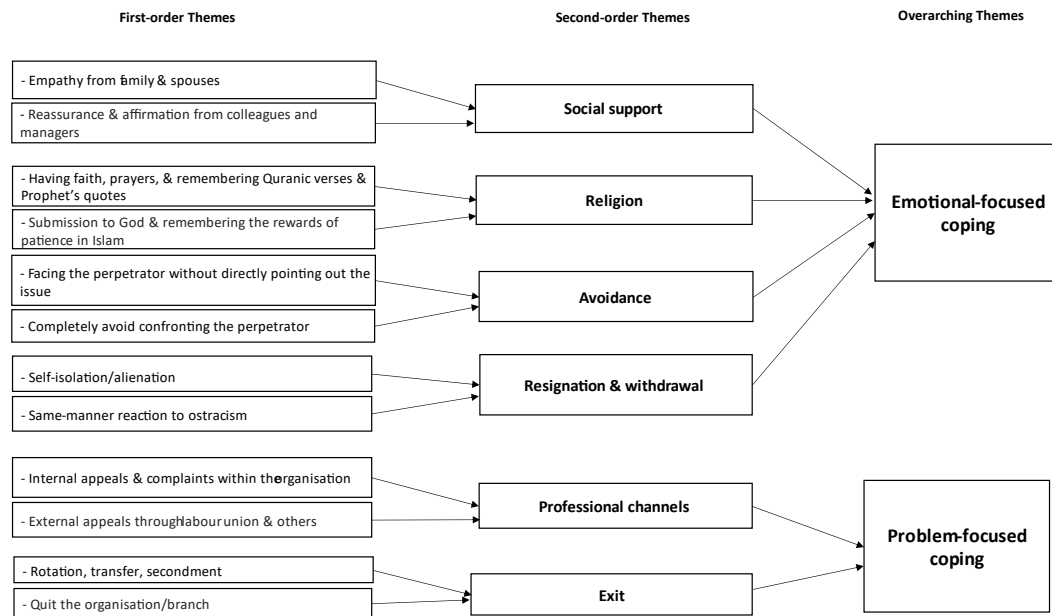 First-order Themes
Second-order Themes
Overarching Themes
- Empathy from family & spouses
- Reassurance & affirmation from colleagues and
managers
Social support
- Having faith, prayers, & remembering Quranic verses &
Prophet's quotes
- Submission to God & remembering the rewards of
patience in Islam
Religion
Emotional-focused
coping
- Facing the perpetrator without directly pointing out the
issue
- Completely avoid confronting the perpetrator
Avoidance
- Self-isolation/alienation
- Same-manner reaction to ostracism
Resignation & withdrawal
- Internal appeals & complaints within the organisation
- External appeals through labour union & others
Professional channels
Problem-focused
coping
- Rotation, transfer, secondment
- Quit the organisation/branch
Exit